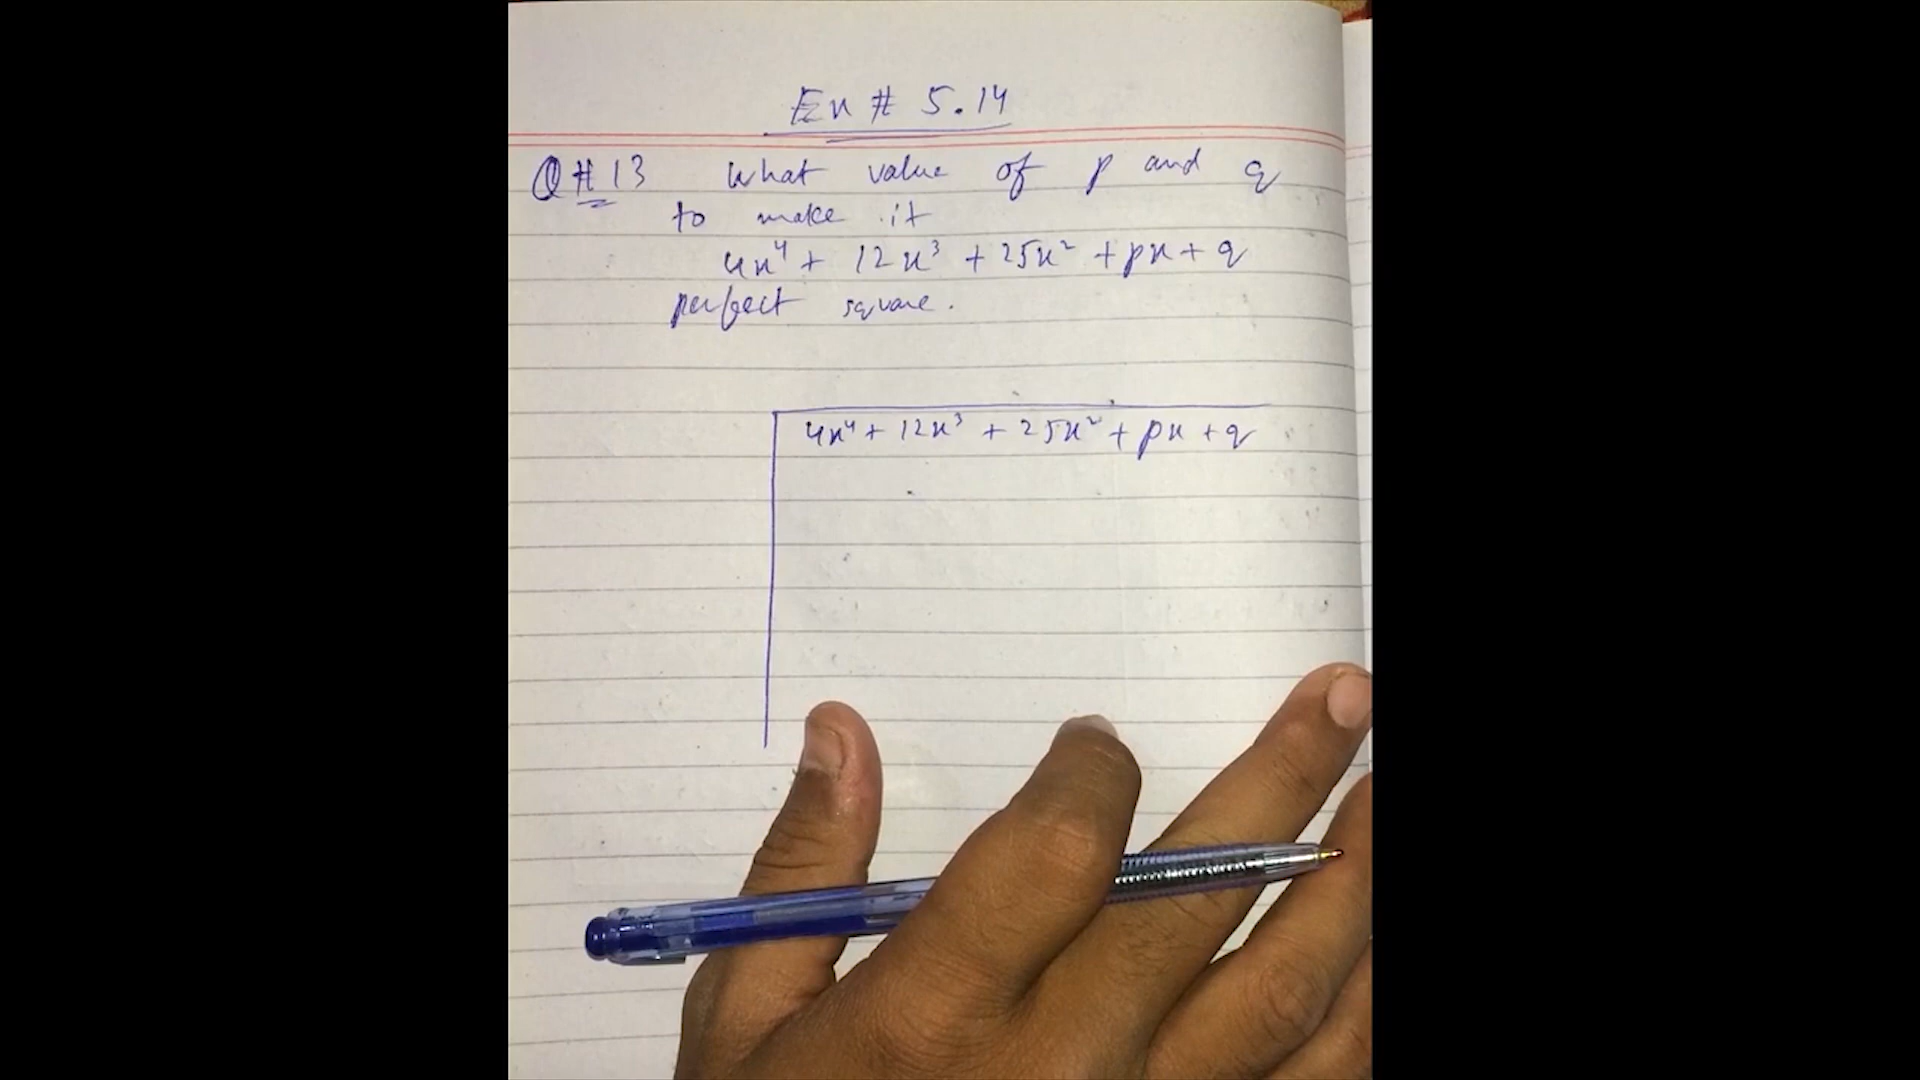 Ex # 5.14
Q # 13 What value of p and q
to make it
4x⁴ + 12x³ + 25x² + px + q
perfect square.
4x⁴ + 12x³ + 25x² + px + q